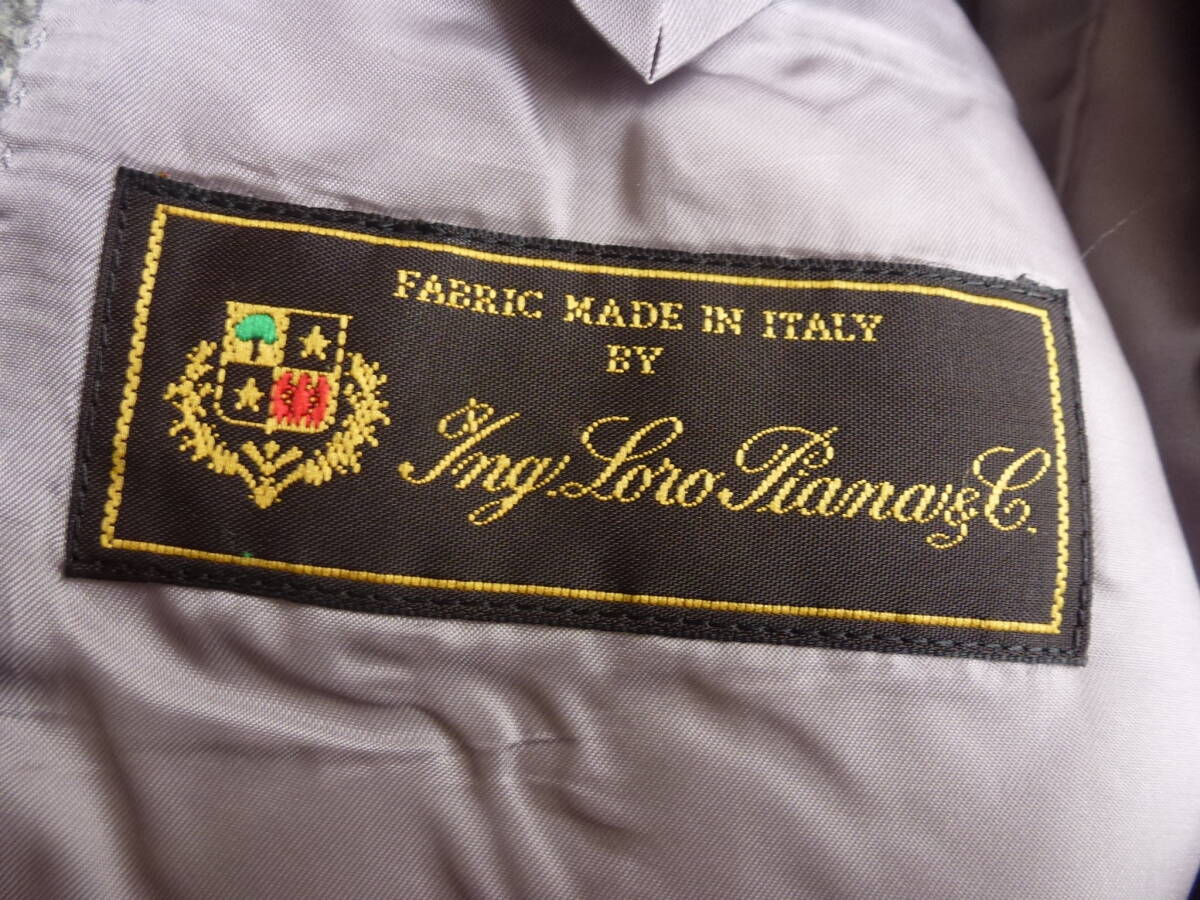 FABRIC MADE IN ITALY
BY
Ing. Loro Piana & C.